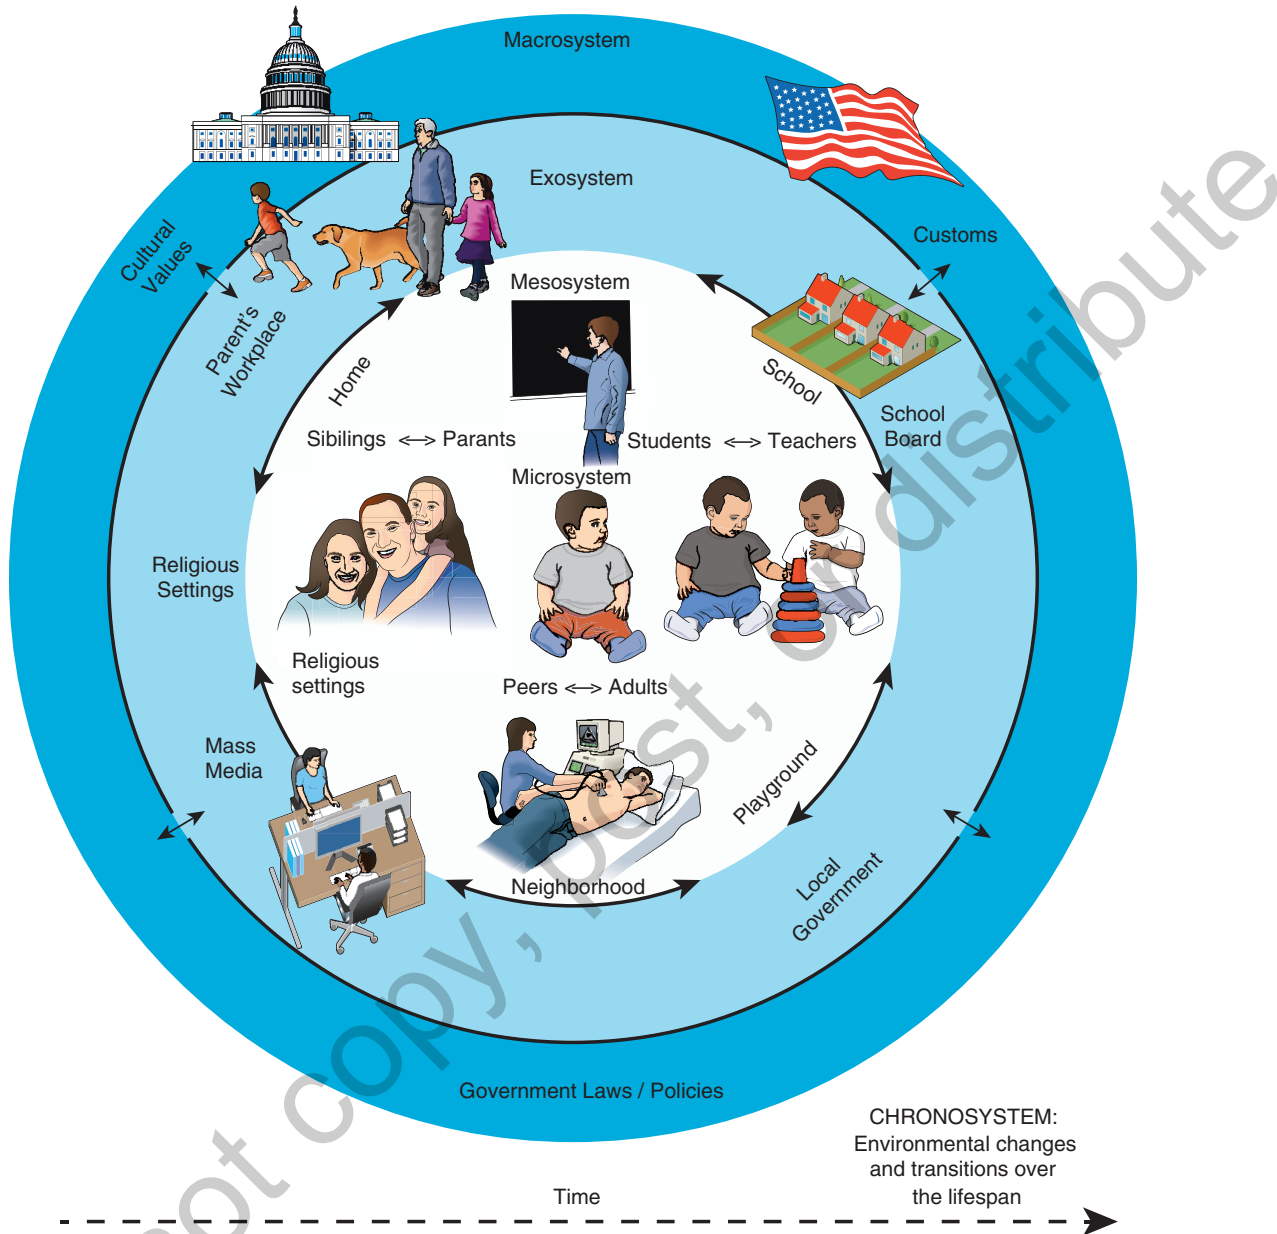 Macrosystem
Exosystem
Customs
Cultural
Values
Mesosystem
Parent's
Workplace
Home
School
School
Board
Sibilings <--> Parants
Students <--> Teachers
Microsystem
Religious
Settings
Religious
settings
Peers <--> Adults
Mass
Media
Playground
Neighborhood
Local
Government
Government Laws / Policies
CHRONOSYSTEM:
Environmental changes
and transitions over
the lifespan
Time
not copy, post, or distribute